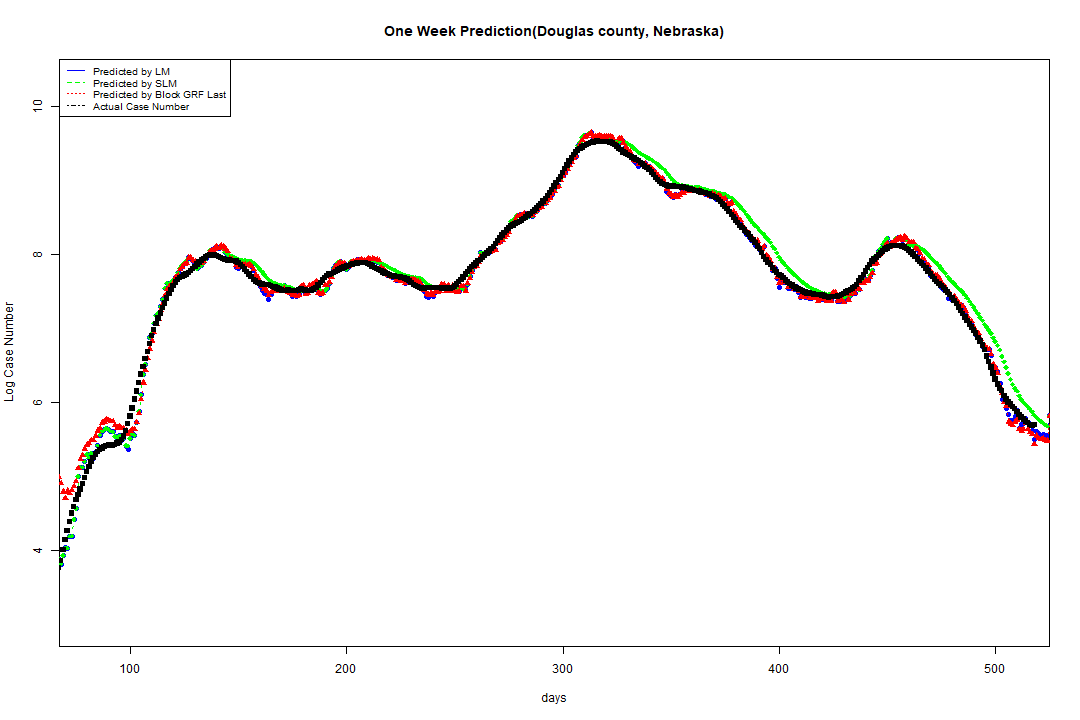 One Week Prediction(Douglas county, Nebraska)
Predicted by LM
Predicted by SLM
Predicted by Block GRF Last
Actual Case Number
10
8
6
4
Log Case Number
100 200 300 400 500
days